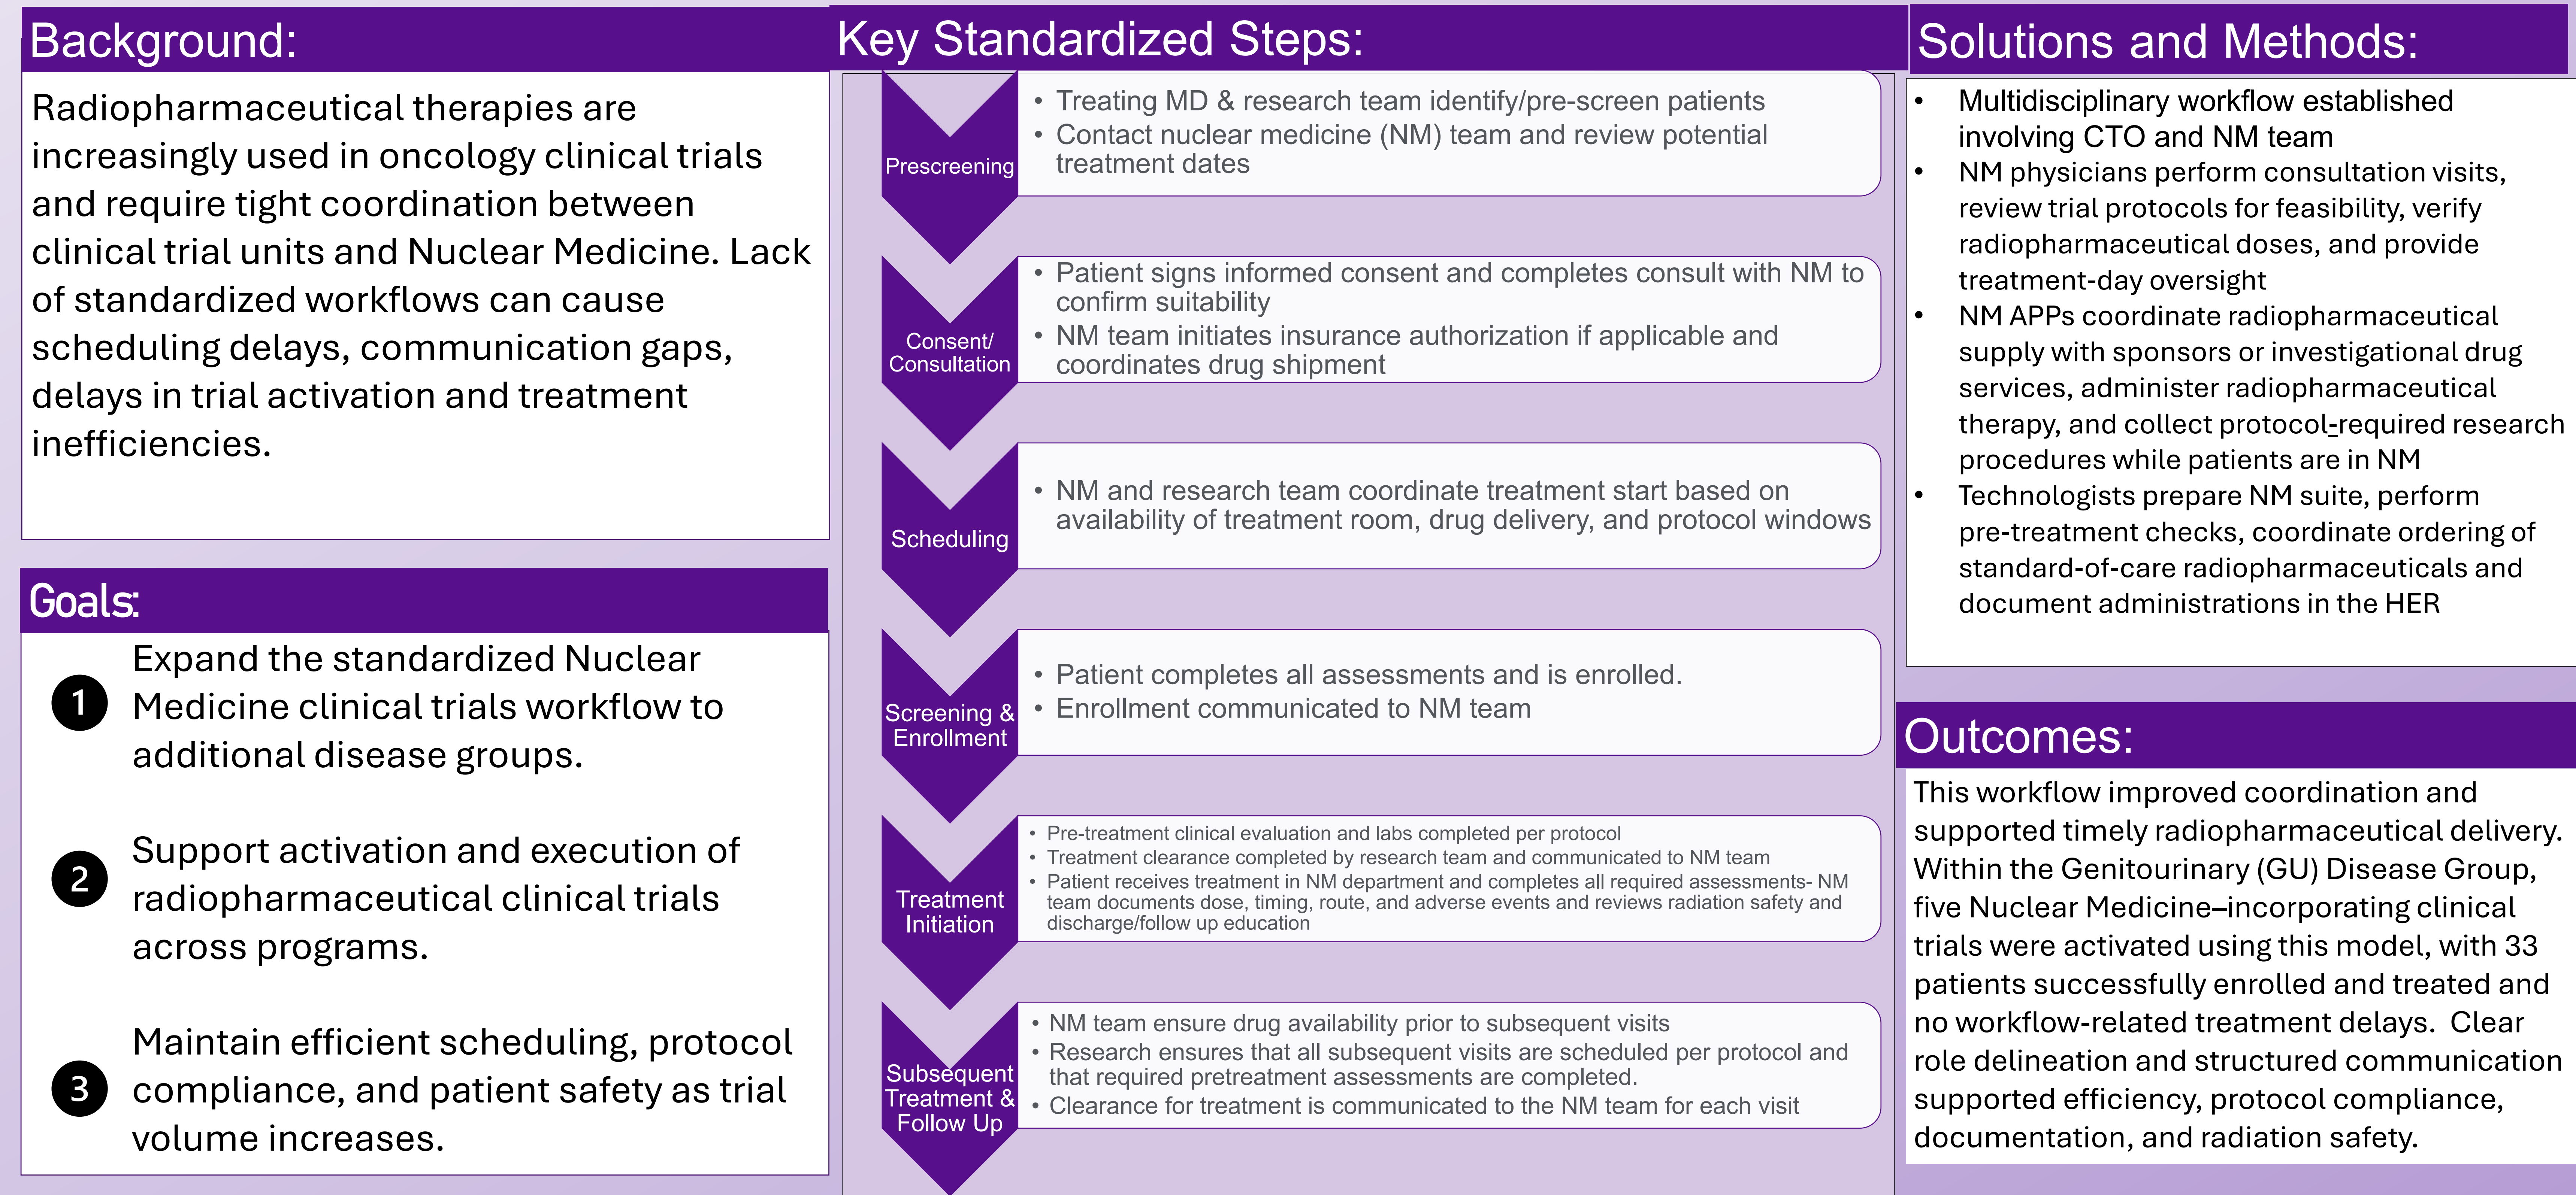 Background:
Radiopharmaceutical therapies are
increasingly used in oncology clinical trials
and require tight coordination between
clinical trial units and Nuclear Medicine. Lack
of standardized workflows can cause
scheduling delays, communication gaps,
delays in trial activation and treatment
inefficiencies.
Goals:
1
Expand the standardized Nuclear
Medicine clinical trials workflow to
additional disease groups.
2
Support activation and execution of
radiopharmaceutical clinical trials
across programs.
3
Maintain efficient scheduling, protocol
compliance, and patient safety as trial
volume increases.
Key Standardized Steps:
Prescreening
• Treating MD & research team identify/pre-screen patients
• Contact nuclear medicine (NM) team and review potential
treatment dates
Consent/
Consultation
• Patient signs informed consent and completes consult with NM to
confirm suitability
• NM team initiates insurance authorization if applicable and
coordinates drug shipment
Scheduling
• NM and research team coordinate treatment start based on
availability of treatment room, drug delivery, and protocol windows
Screening &
Enrollment
• Patient completes all assessments and is enrolled.
• Enrollment communicated to NM team
Treatment
Initiation
• Pre-treatment clinical evaluation and labs completed per protocol
• Treatment clearance completed by research team and communicated to NM team
• Patient receives treatment in NM department and completes all required assessments- NM
team documents dose, timing, route, and adverse events and reviews radiation safety and
discharge/follow up education
Subsequent
Treatment &
Follow Up
• NM team ensure drug availability prior to subsequent visits
• Research ensures that all subsequent visits are scheduled per protocol and
that required pretreatment assessments are completed.
• Clearance for treatment is communicated to the NM team for each visit
Solutions and Methods:
• Multidisciplinary workflow established
involving CTO and NM team
• NM physicians perform consultation visits,
review trial protocols for feasibility, verify
radiopharmaceutical doses, and provide
treatment-day oversight
• NM APPs coordinate radiopharmaceutical
supply with sponsors or investigational drug
services, administer radiopharmaceutical
therapy, and collect protocol-required research
procedures while patients are in NM
• Technologists prepare NM suite, perform
pre-treatment checks, coordinate ordering of
standard-of-care radiopharmaceuticals and
document administrations in the HER
Outcomes:
This workflow improved coordination and
supported timely radiopharmaceutical delivery.
Within the Genitourinary (GU) Disease Group,
five Nuclear Medicine–incorporating clinical
trials were activated using this model, with 33
patients successfully enrolled and treated and
no workflow-related treatment delays.  Clear
role delineation and structured communication
supported efficiency, protocol compliance,
documentation, and radiation safety.